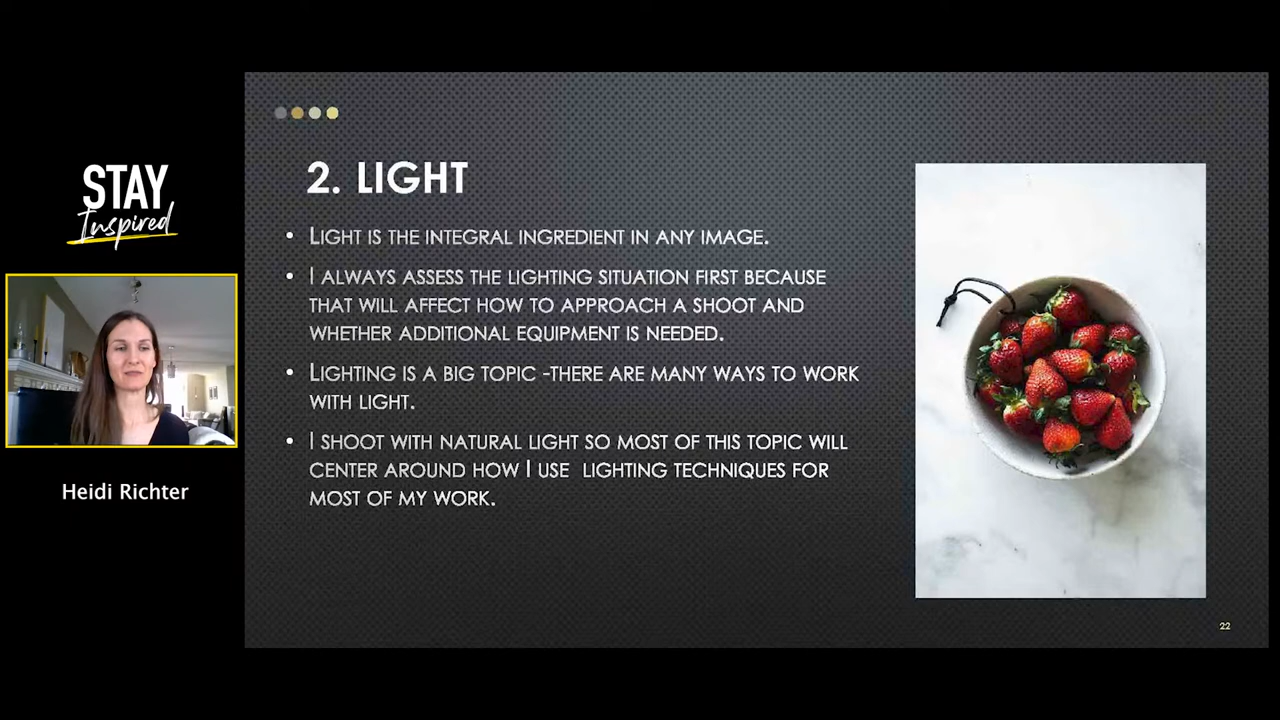 STAY
Inspired
Heidi Richter
2. LIGHT
• LIGHT IS THE INTEGRAL INGREDIENT IN ANY IMAGE.
• I ALWAYS ASSESS THE LIGHTING SITUATION FIRST BECAUSE
THAT WILL AFFECT HOW TO APPROACH A SHOOT AND
WHETHER ADDITIONAL EQUIPMENT IS NEEDED.
• LIGHTING IS A BIG TOPIC -THERE ARE MANY WAYS TO WORK
WITH LIGHT.
• I SHOOT WITH NATURAL LIGHT SO MOST OF THIS TOPIC WILL
CENTER AROUND HOW I USE  LIGHTING TECHNIQUES FOR
MOST OF MY WORK.
22